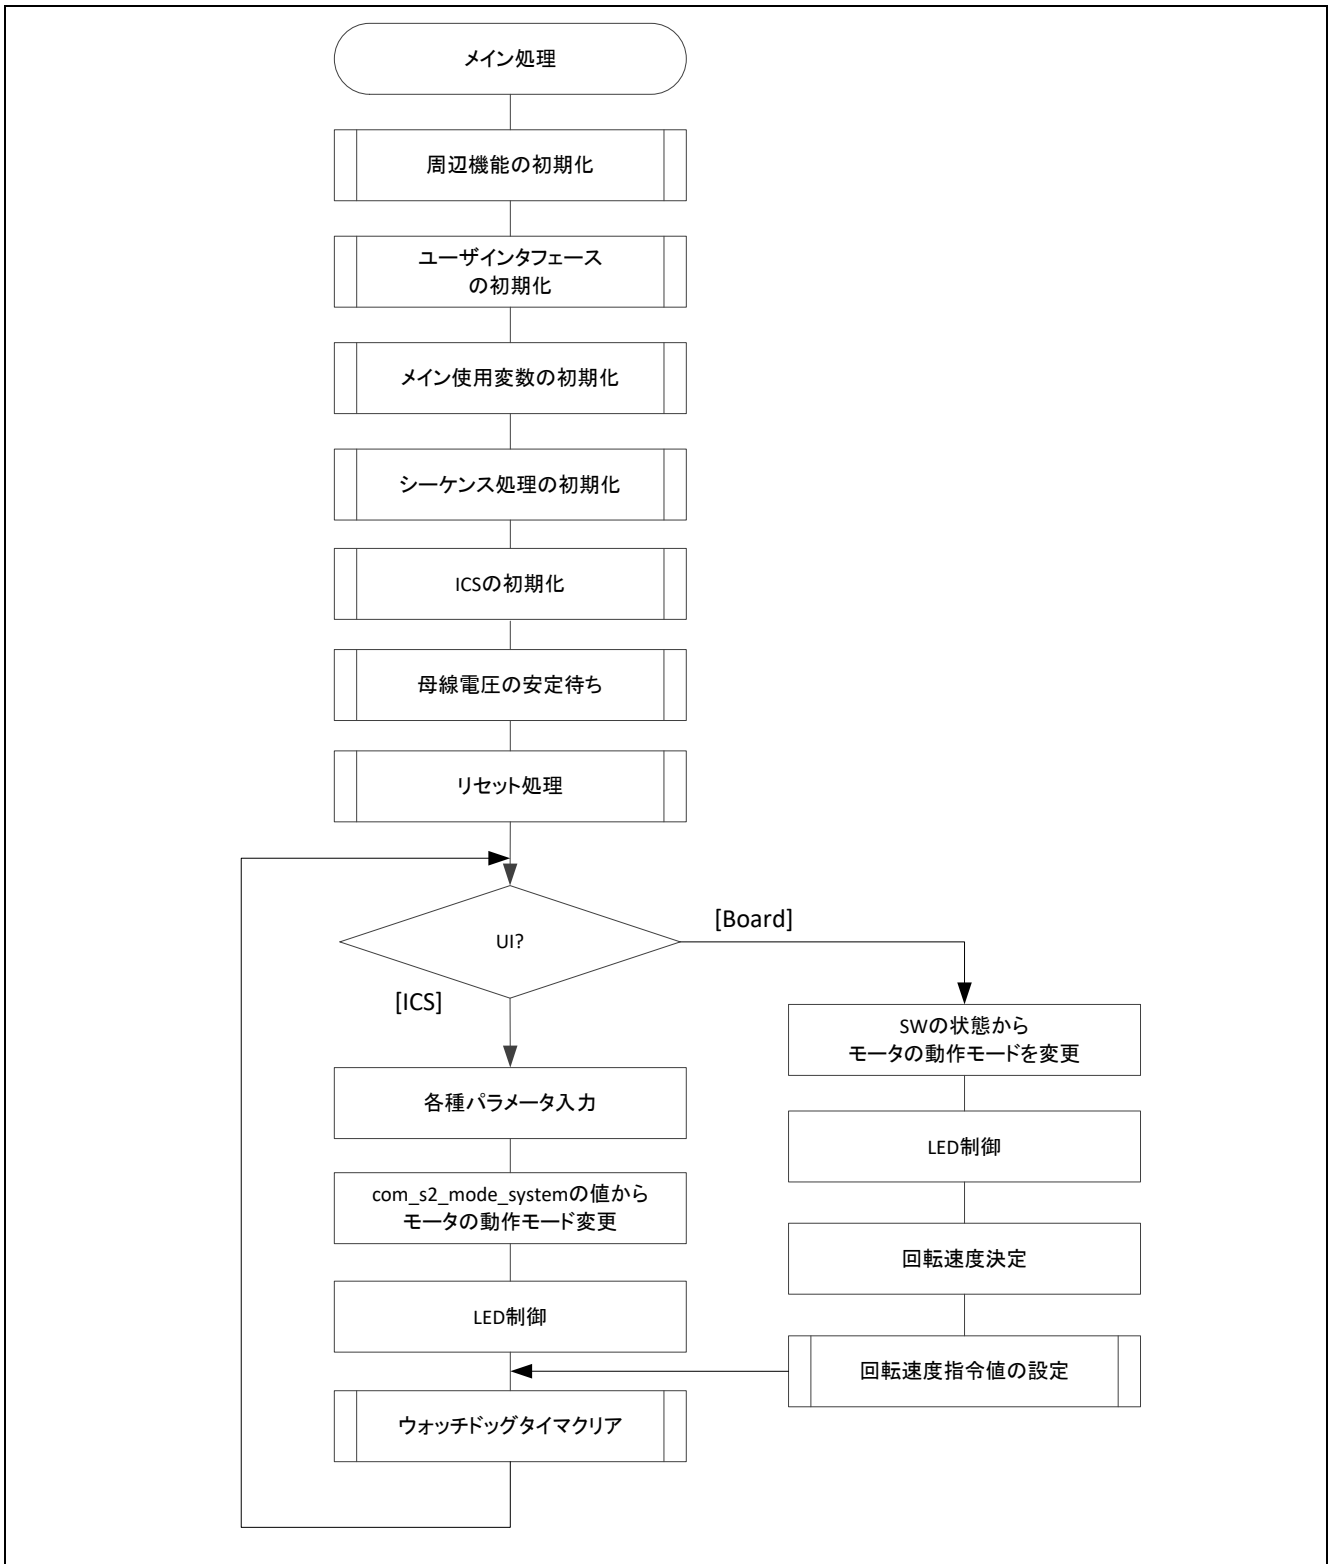 メイン処理
周辺機能の初期化
ユーザインタフェース
の初期化
メイン使用変数の初期化
シーケンス処理の初期化
ICSの初期化
母線電圧の安定待ち
リセット処理
UI?
[Board]
[ICS]
SWの状態から
モータの動作モードを変更
LED制御
回転速度決定
回転速度指令値の設定
各種パラメータ入力
com_s2_mode_systemの値から
モータの動作モード変更
LED制御
ウォッチドッグタイマクリア